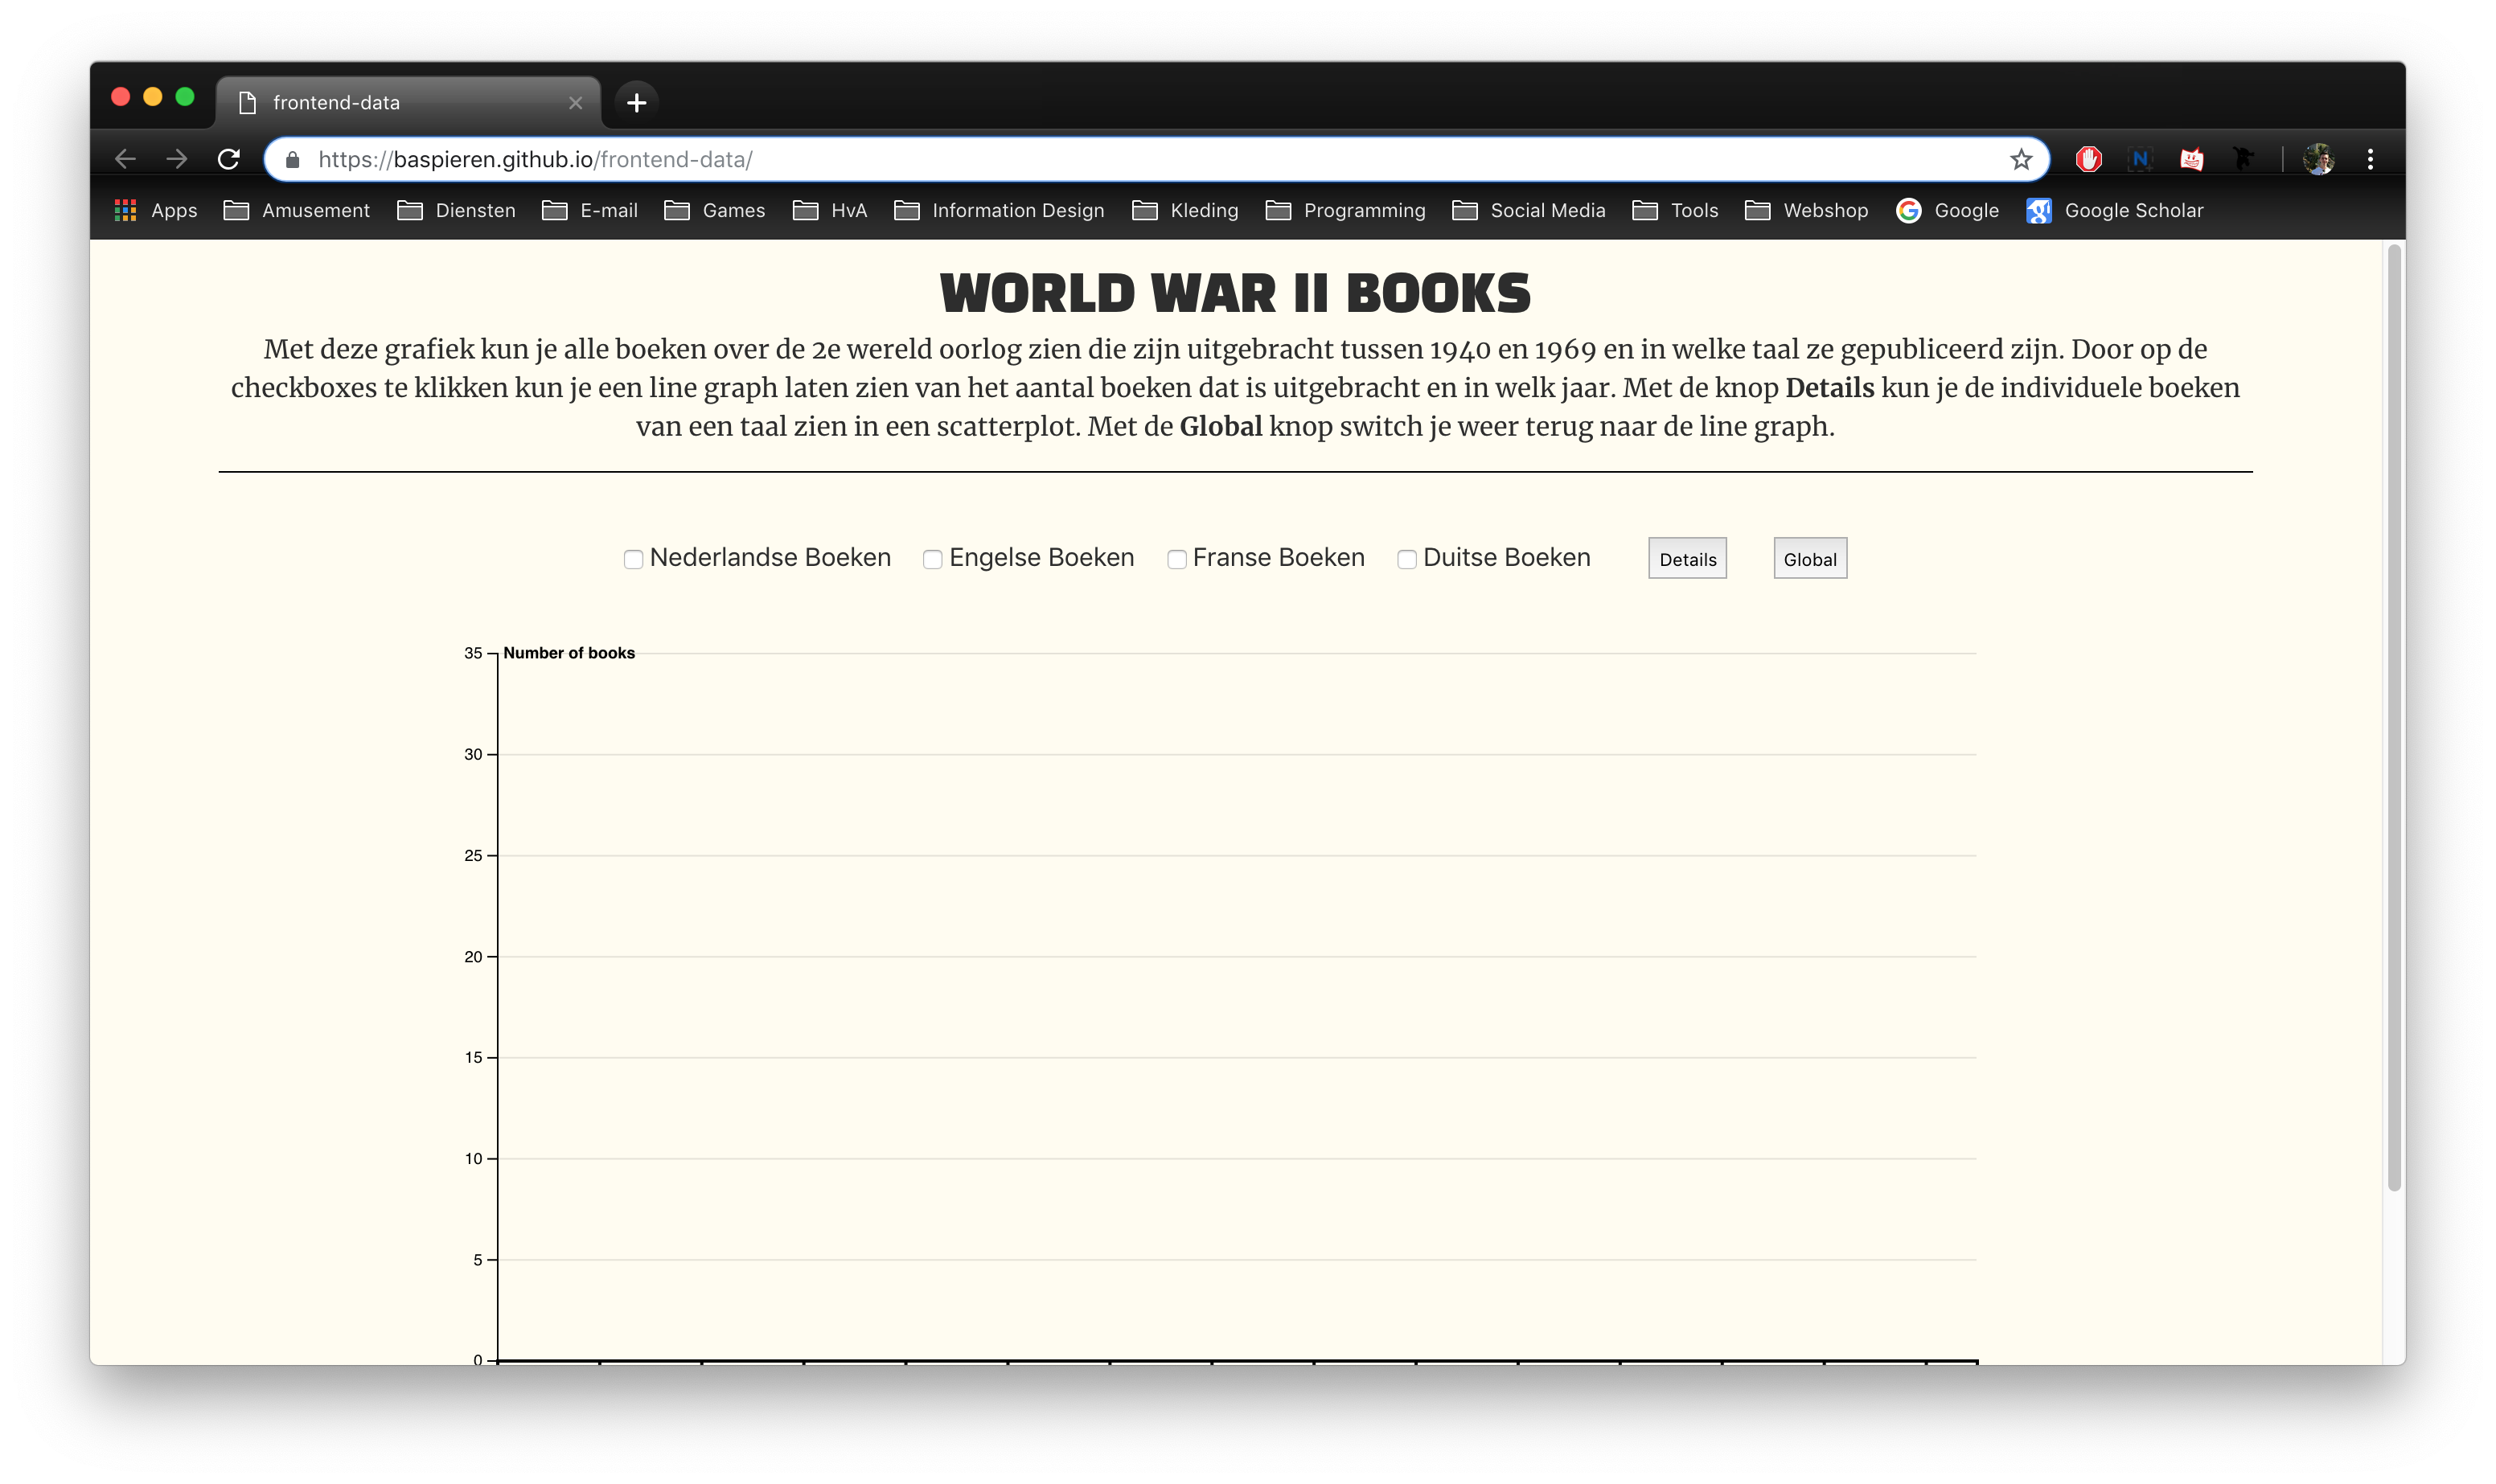 frontend-data
https://baspieren.github.io/frontend-data/
Apps Amusement Diensten E-mail Games HvA Information Design Kleding Programming Social Media Tools Webshop Google Google Scholar
WORLD WAR II BOOKS
Met deze grafiek kun je alle boeken over de 2e wereld oorlog zien die zijn uitgebracht tussen 1940 en 1969 en in welke taal ze gepubliceerd zijn. Door op de
checkboxes te klikken kun je een line graph laten zien van het aantal boeken dat is uitgebracht en in welk jaar. Met de knop Details kun je de individuele boeken
van een taal zien in een scatterplot. Met de Global knop switch je weer terug naar de line graph.
Nederlandse Boeken Engelse Boeken Franse Boeken Duitse Boeken Details Global
35 Number of books
30
25
20
15
10
5
0